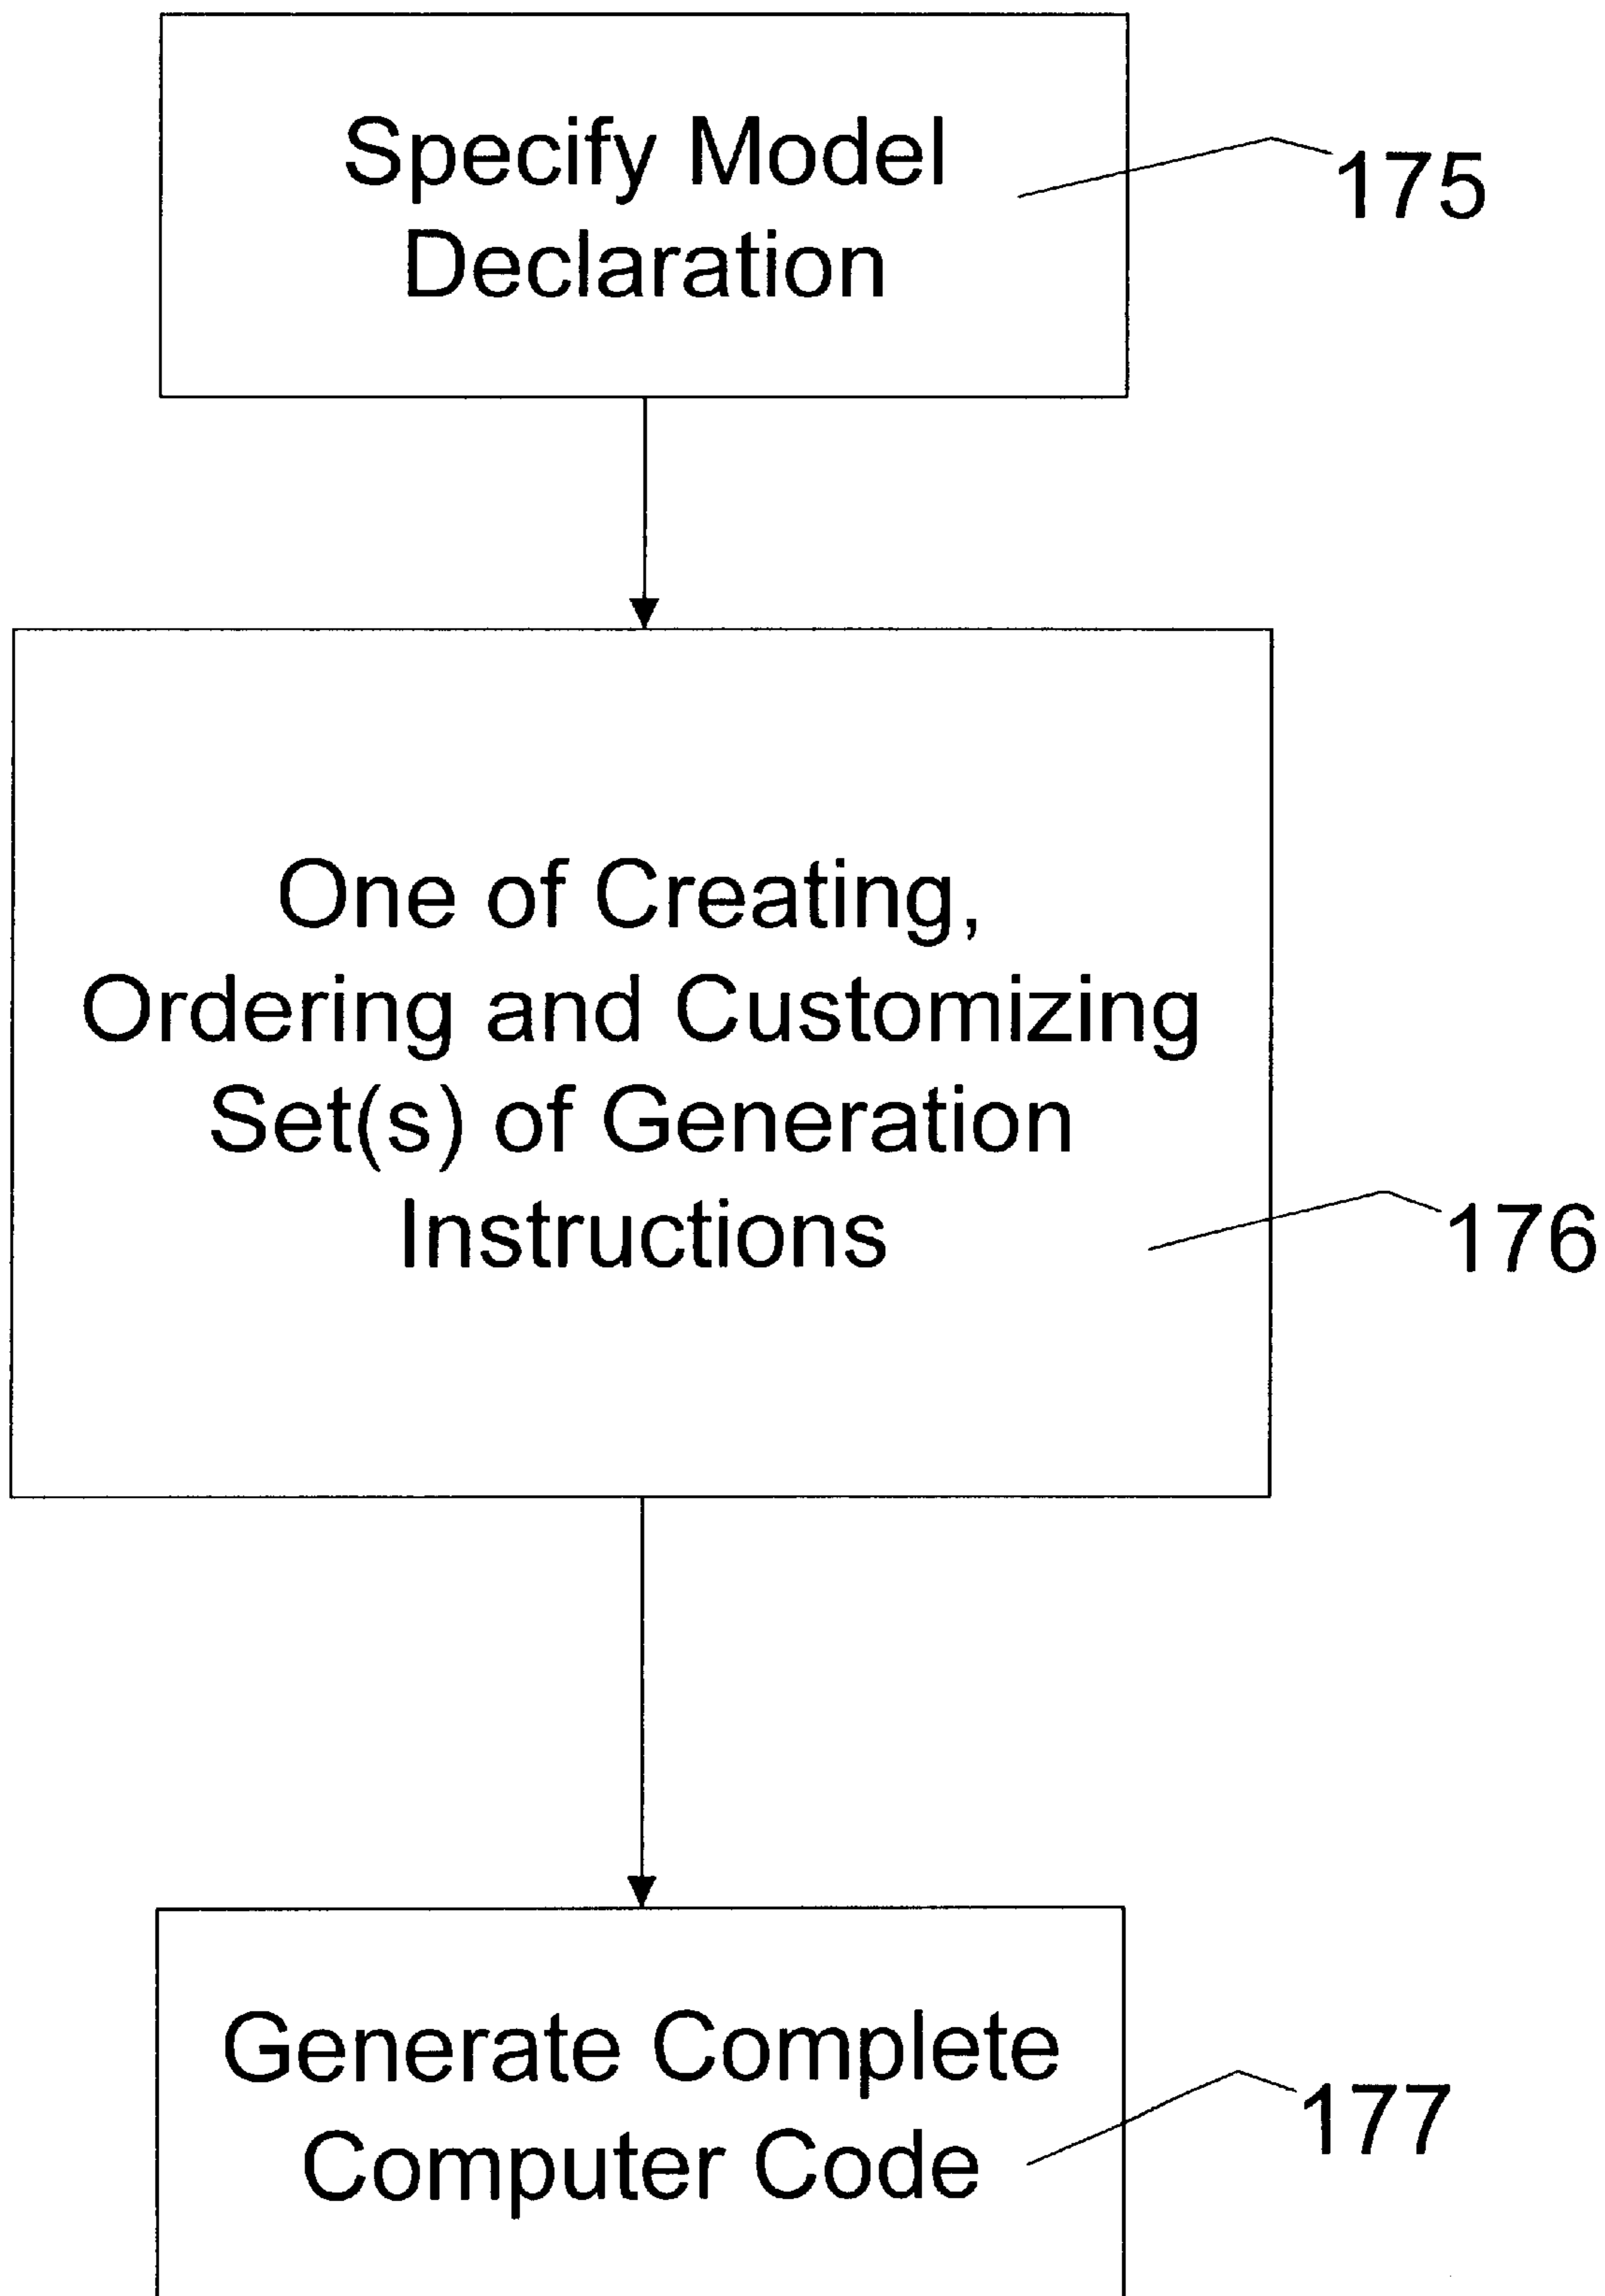 Specify Model
Declaration
175
One of Creating,
Ordering and Customizing
Set(s) of Generation
Instructions
176
Generate Complete
Computer Code
177